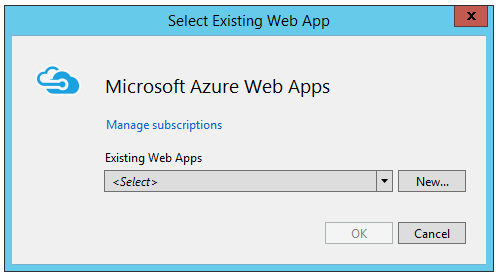 Select Existing Web App
x
Microsoft Azure Web Apps
Manage subscriptions
Existing Web Apps
<Select>
New...
OK
Cancel